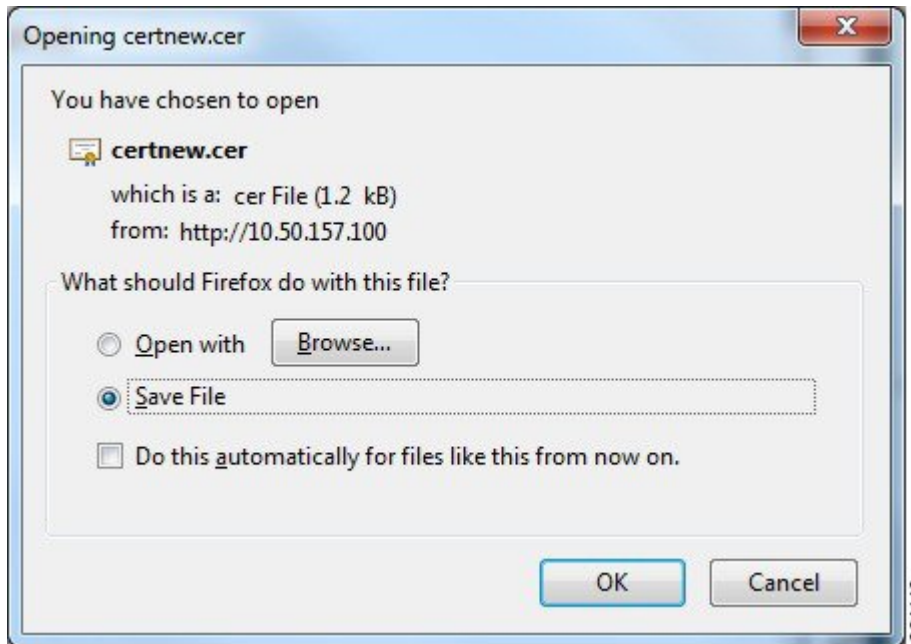 Opening certnew.cer
You have chosen to open
certnew.cer
which is a: cer File (1.2 kB)
from: http://10.50.157.100
What should Firefox do with this file?
Open with Browse...
Save File
Do this automatically for files like this from now on.
OK Cancel